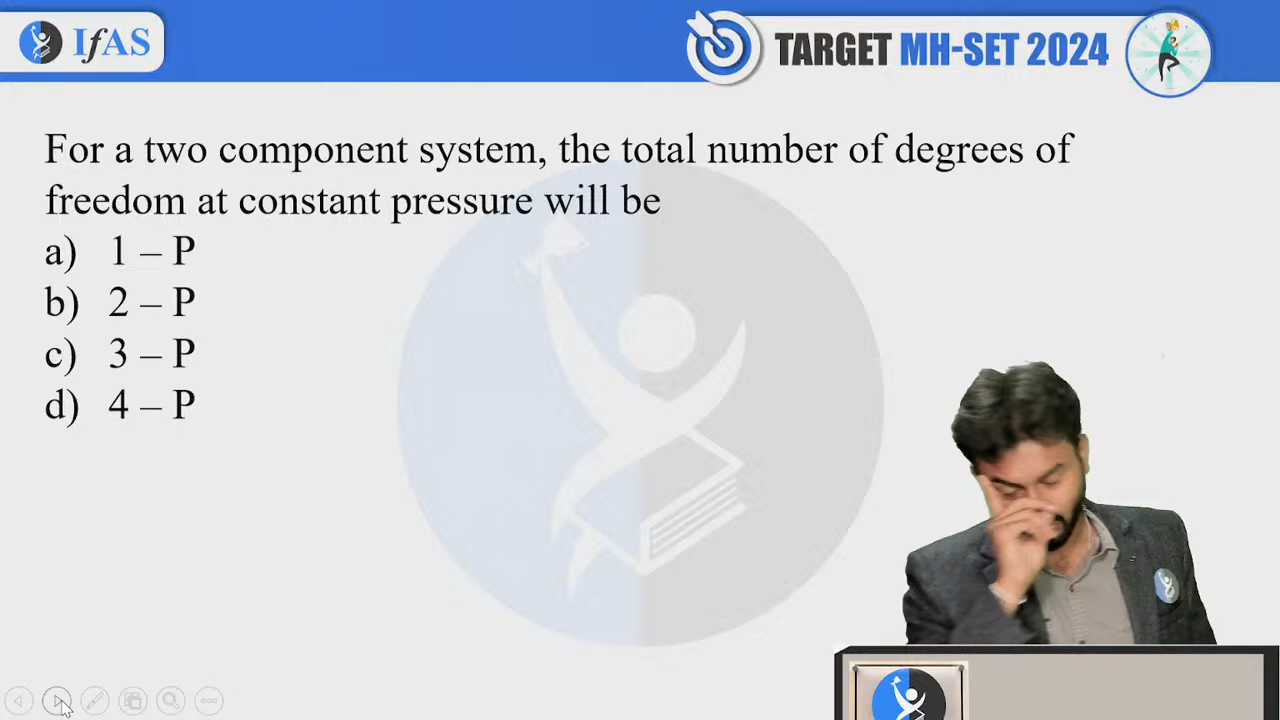 IfAS
TARGET MH-SET 2024
For a two component system, the total number of degrees of
freedom at constant pressure will be
a) 1 – P
b) 2 – P
c) 3 – P
d) 4 – P